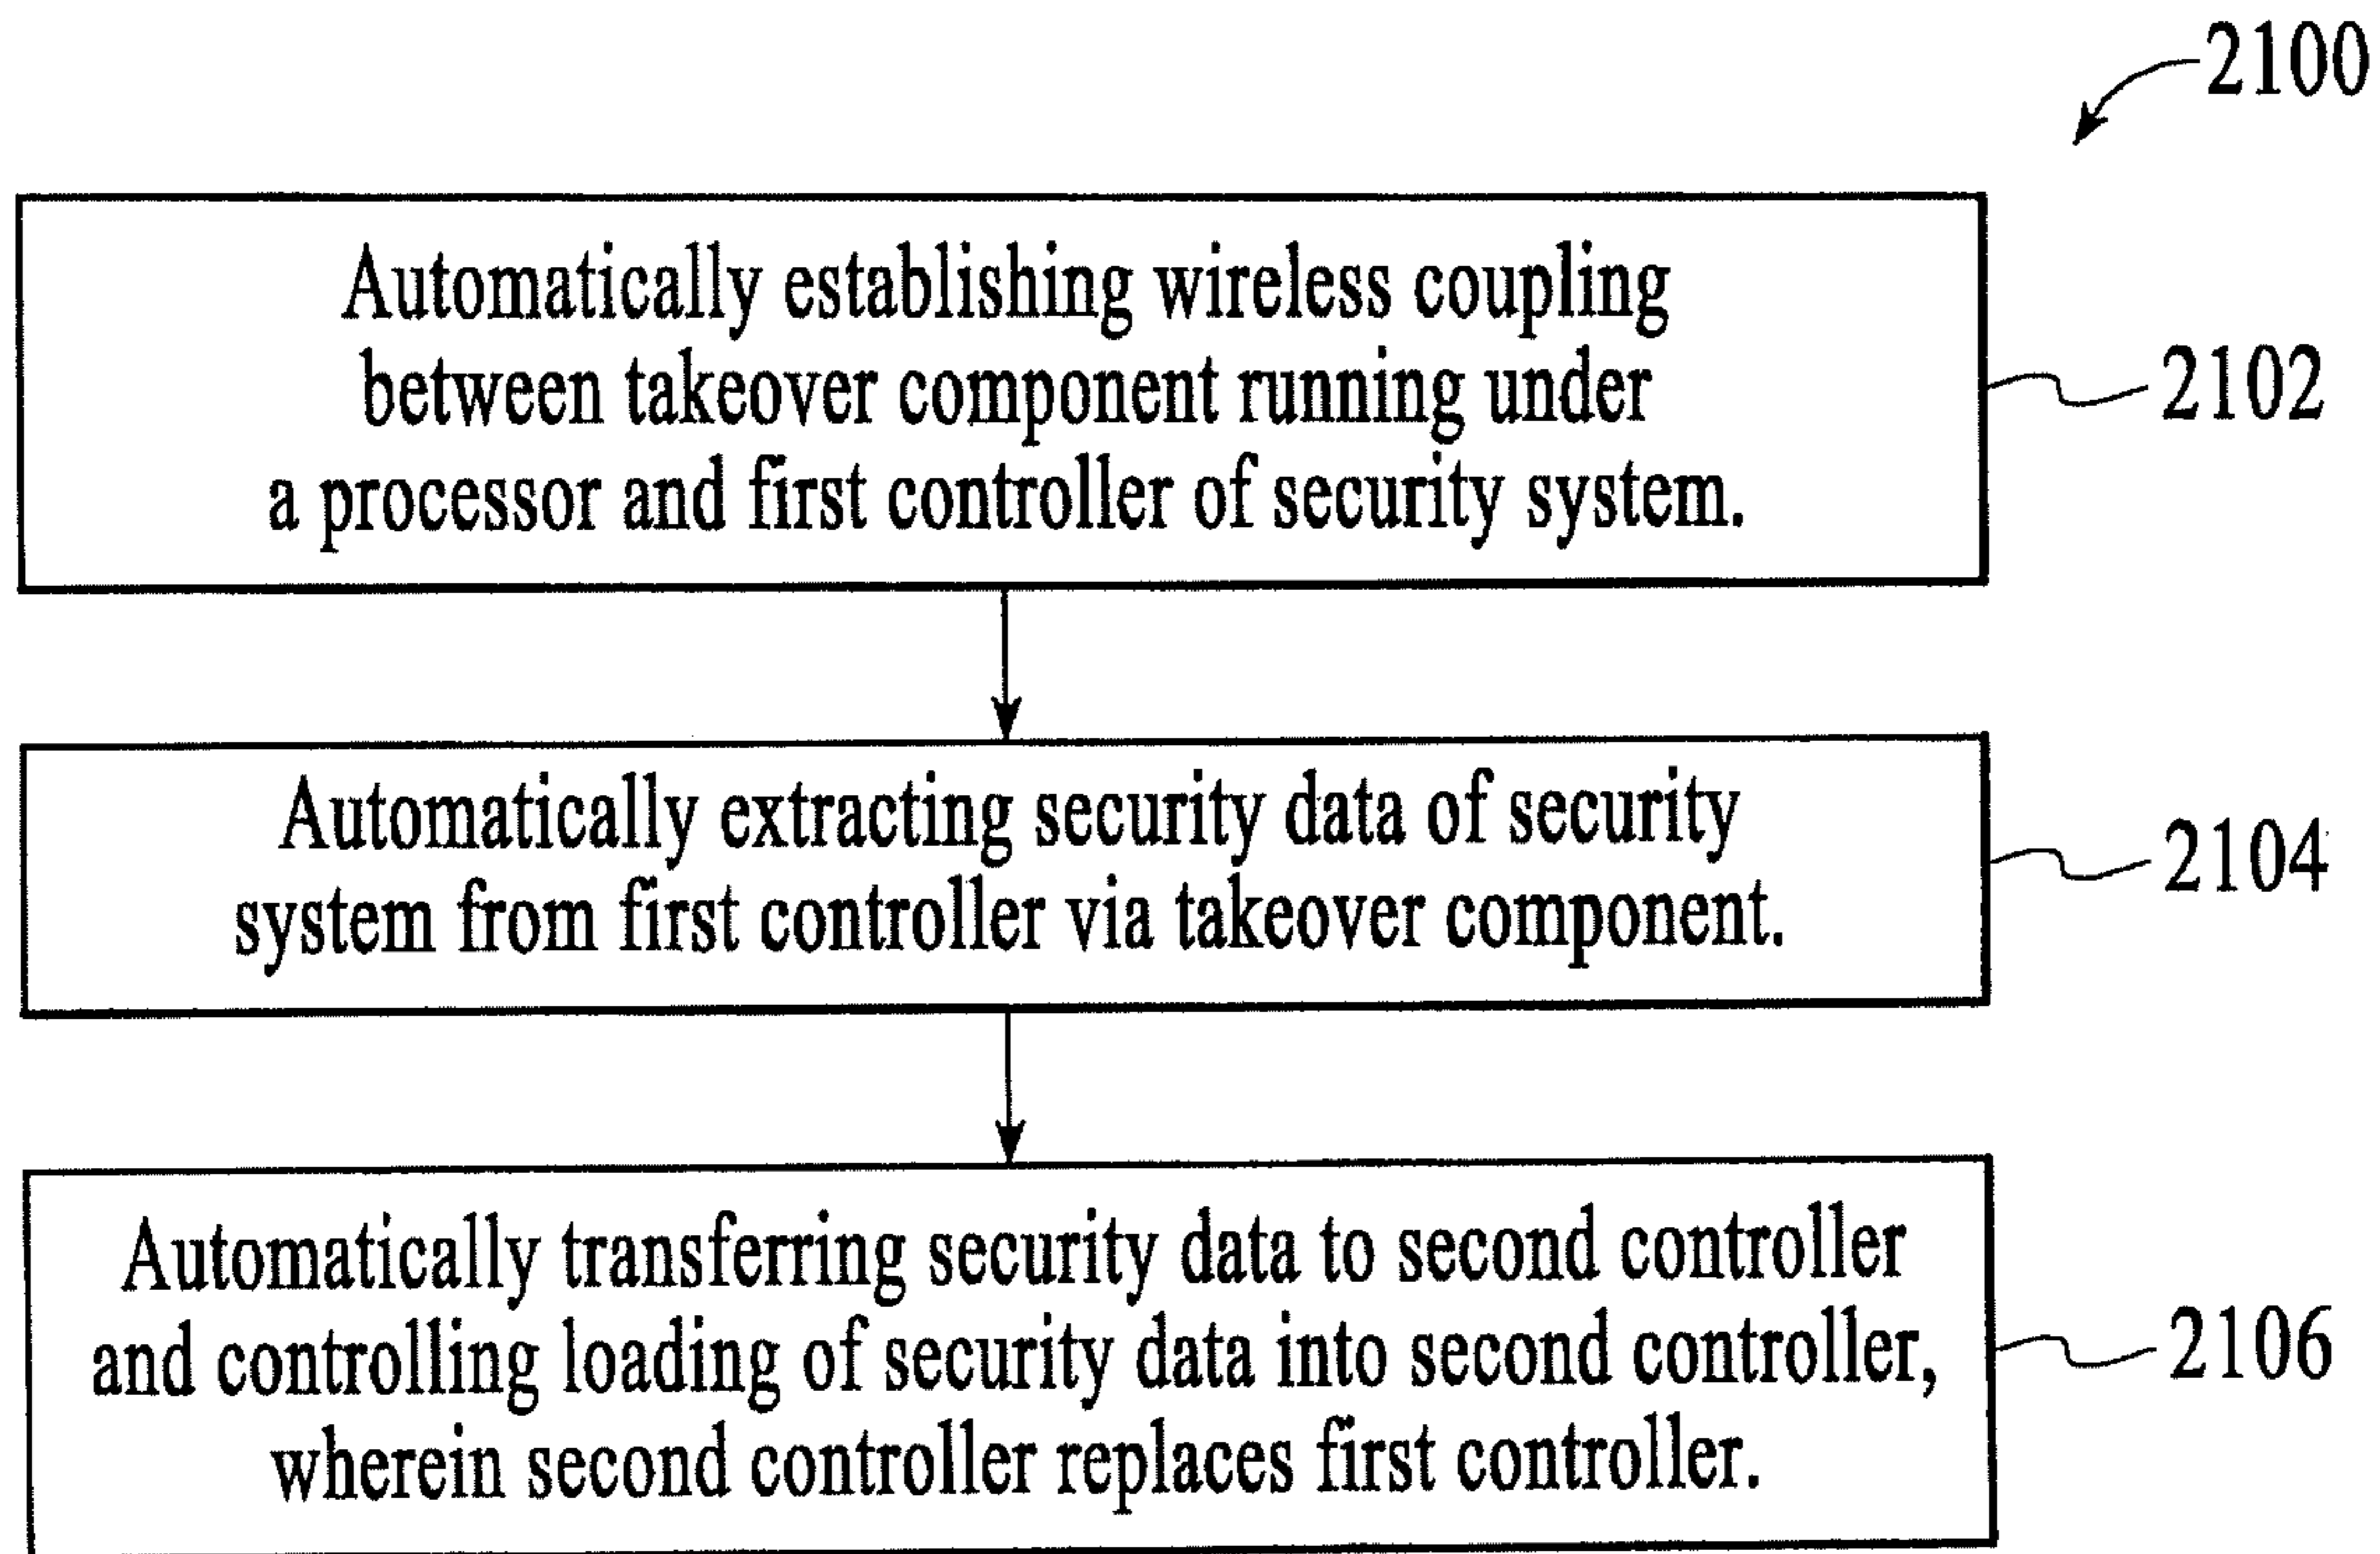 2100
Automatically establishing wireless coupling
between takeover component running under
a processor and first controller of security system.
2102
Automatically extracting security data of security
system from first controller via takeover component.
2104
Automatically transferring security data to second controller
and controlling loading of security data into second controller,
wherein second controller replaces first controller.
2106